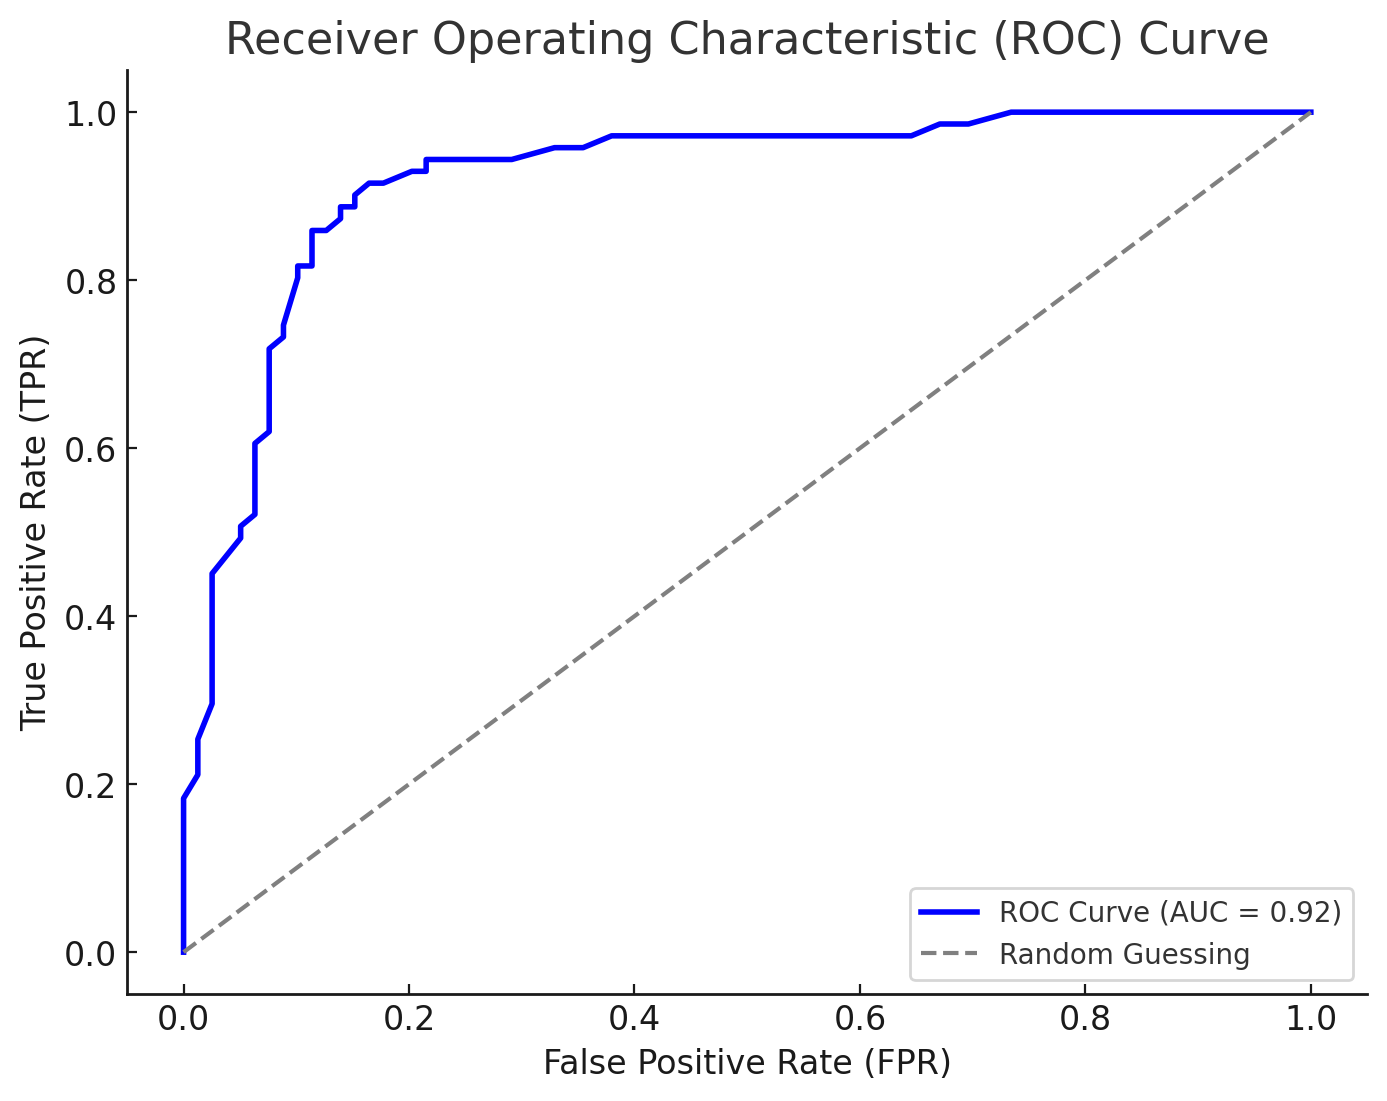 Receiver Operating Characteristic (ROC) Curve
True Positive Rate (TPR)
1.0
0.8
0.6
0.4
0.2
0.0
ROC Curve (AUC = 0.92)
Random Guessing
0.0 0.2 0.4 0.6 0.8 1.0
False Positive Rate (FPR)